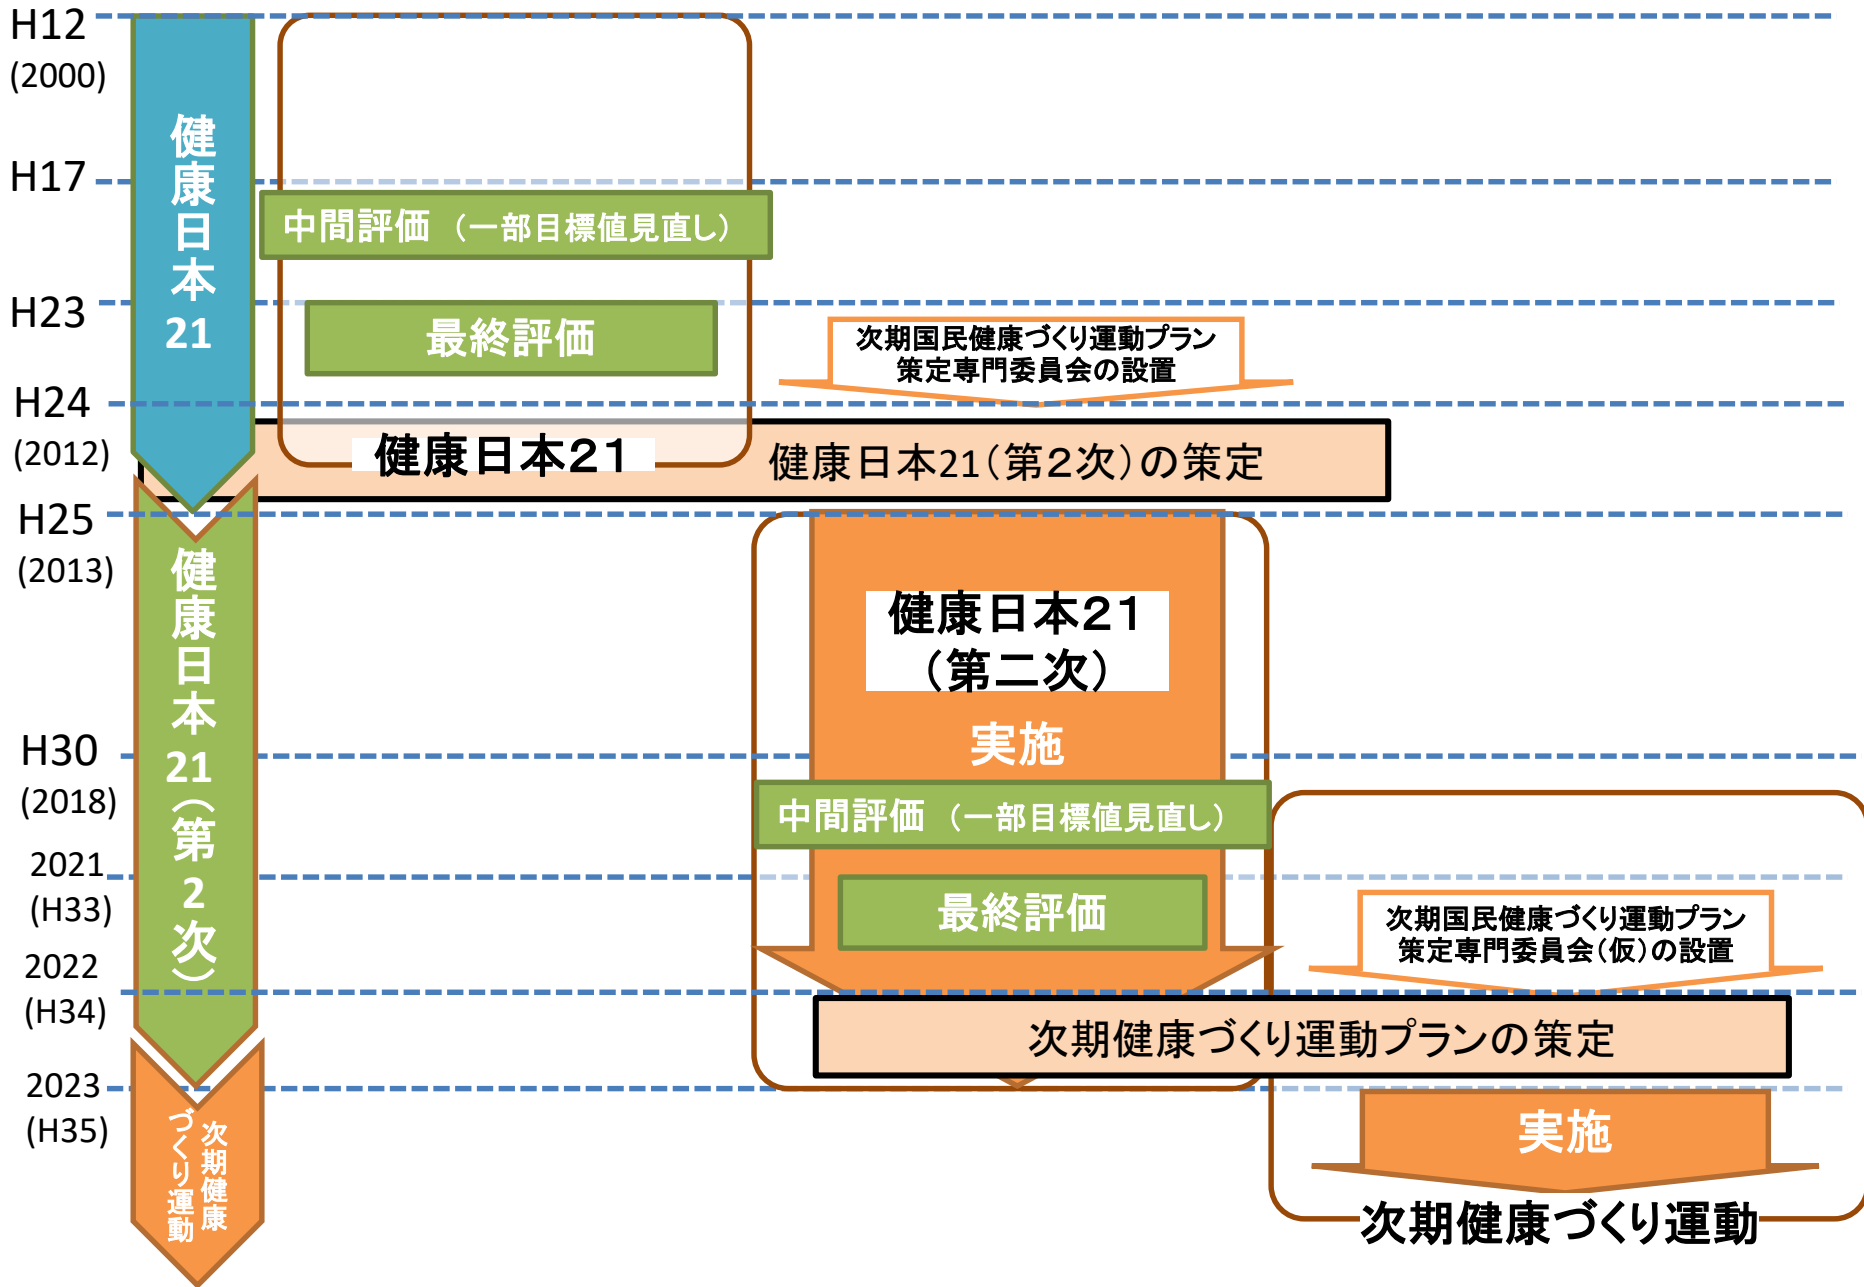 H12
(2000)
H17
H23
H24
(2012)
H25
(2013)
H30
(2018)
2021
(H33)
2022
(H34)
2023
(H35)
健康日本21
健康日本21(第2次)
次期健康
づくり運動
中間評価 (一部目標値見直し)
最終評価
次期国民健康づくり運動プラン
策定専門委員会の設置
健康日本21
健康日本21(第2次)の策定
健康日本21
(第二次)
実施
中間評価 (一部目標値見直し)
最終評価
次期国民健康づくり運動プラン
策定専門委員会(仮)の設置
次期健康づくり運動プランの策定
実施
次期健康づくり運動